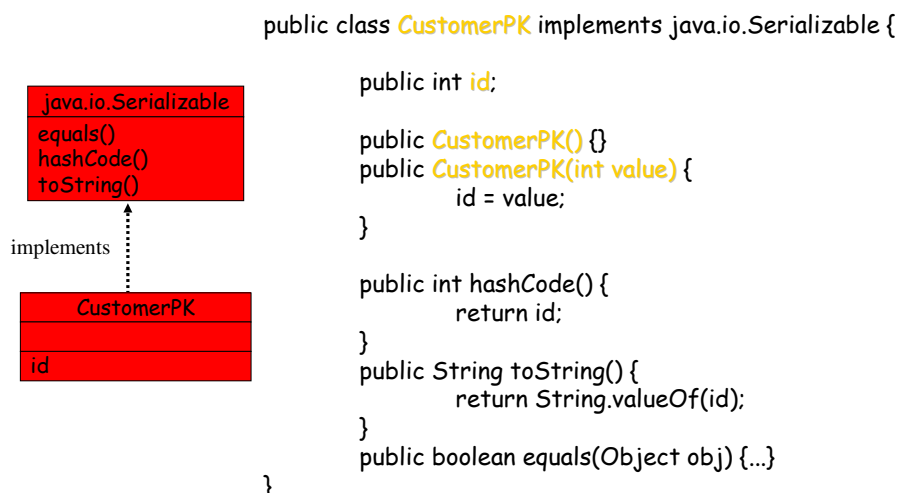 public class CustomerPK implements java.io.Serializable {
java.io.Serializable
equals()
hashCode()
toString()
implements
CustomerPK
id
public int id;
public CustomerPK() {}
public CustomerPK(int value) {
id = value;
}
public int hashCode() {
return id;
}
public String toString() {
return String.valueOf(id);
}
public boolean equals(Object obj) {...}
}